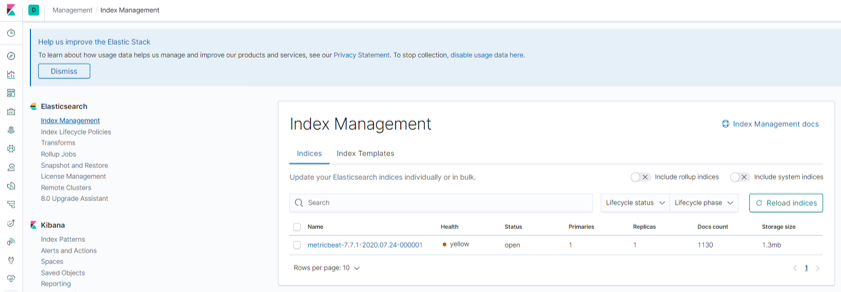 D
Management / Index Management
Help us improve the Elastic Stack
To learn about how usage data helps us manage and improve our products and services, see our Privacy Statement. To stop collection, disable usage data here.
Dismiss
Elasticsearch
Index Management
Index Lifecycle Policies
Transforms
Rollup Jobs
Snapshot and Restore
License Management
Remote Clusters
8.0 Upgrade Assistant
Kibana
Index Patterns
Alerts and Actions
Spaces
Saved Objects
Reporting
Index Management
Index Management docs
Indices Index Templates
Update your Elasticsearch indices individually or in bulk.
Include rollup indices Include system indices
Search Lifecycle status Lifecycle phase Reload indices
Name Health Status Primaries Replicas Docs count Storage size
metricbeat-7.7.1-2020.07.24-000001 yellow open 1 1 1130 1.3mb
Rows per page: 10 1